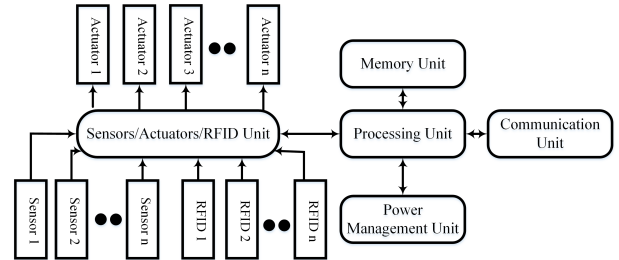 Actuator 1
Actuator 2
Actuator 3
Actuator n
Memory Unit
Sensors/Actuators/RFID Unit
Processing Unit
Communication
Unit
Sensor 1
Sensor 2
Sensor n
RFID 1
RFID 2
RFID n
Power
Management Unit